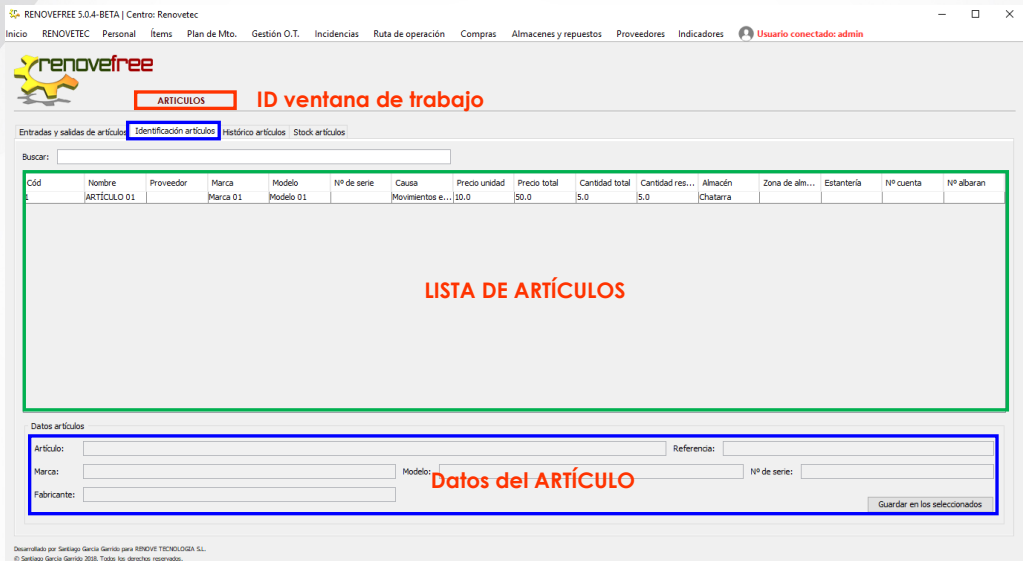 RENOVEFREE 5.0.4-BETA | Centro: Renovetec
Inicio RENOVETEC Personal Ítems Plan de Mto. Gestión O.T. Incidencias Ruta de operación Compras Almacenes y repuestos Proveedores Indicadores Usuario conectado: admin
renovefree
ARTICULOS ID ventana de trabajo
Entradas y salidas de artículos Identificación artículos Histórico artículos Stock artículos
Buscar:
Cód Nombre Proveedor Marca Modelo Nº de serie Causa Precio unidad Precio total Cantidad total Cantidad res... Almacén Zona de alm... Estantería Nº cuenta Nº albaran
1 ARTÍCULO 01 Marca 01 Modelo 01 Movimientos e... 10.0 50.0 5.0 5.0 Chatarra
LISTA DE ARTÍCULOS
Datos artículos
Artículo: Referencia:
Marca: Modelo: Nº de serie:
Datos del ARTÍCULO
Fabricante:
Guardar en los seleccionados
Desarrollado por Santiago García Garrido para RENOVE TECNOLOGIA S.L.
© Santiago García Garrido 2018. Todos los derechos reservados.